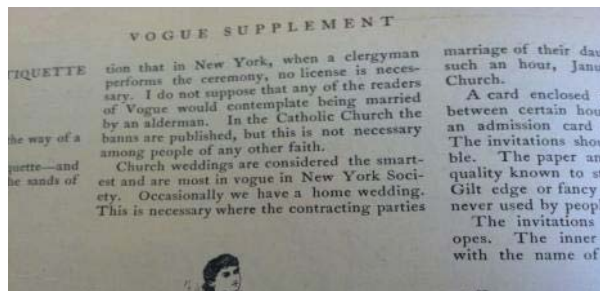 VOGUE SUPPLEMENT
TIQUETTE
the way of a
quette—and
he sands of
tion that in New York, when a clergyman
performs the ceremony, no license is neces-
sary. I do not suppose that any of the readers
of Vogue would contemplate being married
by an alderman. In the Catholic Church the
banns are published, but this is not necessary
among people of any other faith.
Church weddings are considered the smart-
est and are most in vogue in New York Soci-
ety. Occasionally we have a home wedding.
This is necessary where the contracting parties
marriage of their dau
such an hour, Janu
Church.
A card enclosed
between certain hou
an admission card
The invitations shou
ble. The paper an
quality known to st
Gilt edge or fancy
never used by peopl
The invitations
opes. The inner
with the name of